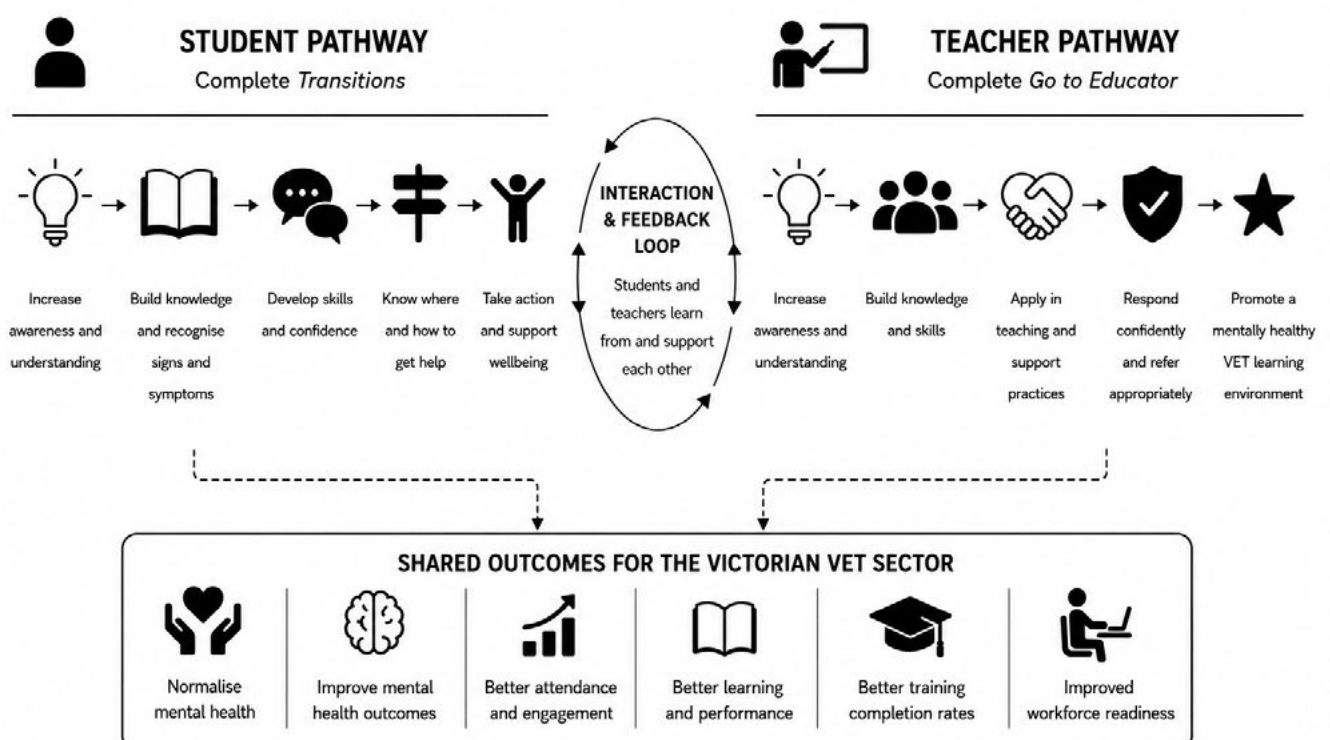 STUDENT PATHWAY
Complete Transitions
Increase
awareness and
understanding
Build knowledge
and recognise
signs and
symptoms
Develop skills
and confidence
Know where
and how to
get help
Take action
and support
wellbeing
INTERACTION
& FEEDBACK
LOOP
Students and
teachers learn
from and support
each other
TEACHER PATHWAY
Complete Go to Educator
Increase
awareness and
understanding
Build knowledge
and skills
Apply in
teaching and
support
practices
Respond
confidently
and refer
appropriately
Promote a
mentally healthy
VET learning
environment
SHARED OUTCOMES FOR THE VICTORIAN VET SECTOR
Normalise
mental health
Improve mental
health outcomes
Better attendance
and engagement
Better learning
and performance
Better training
completion rates
Improved
workforce readiness